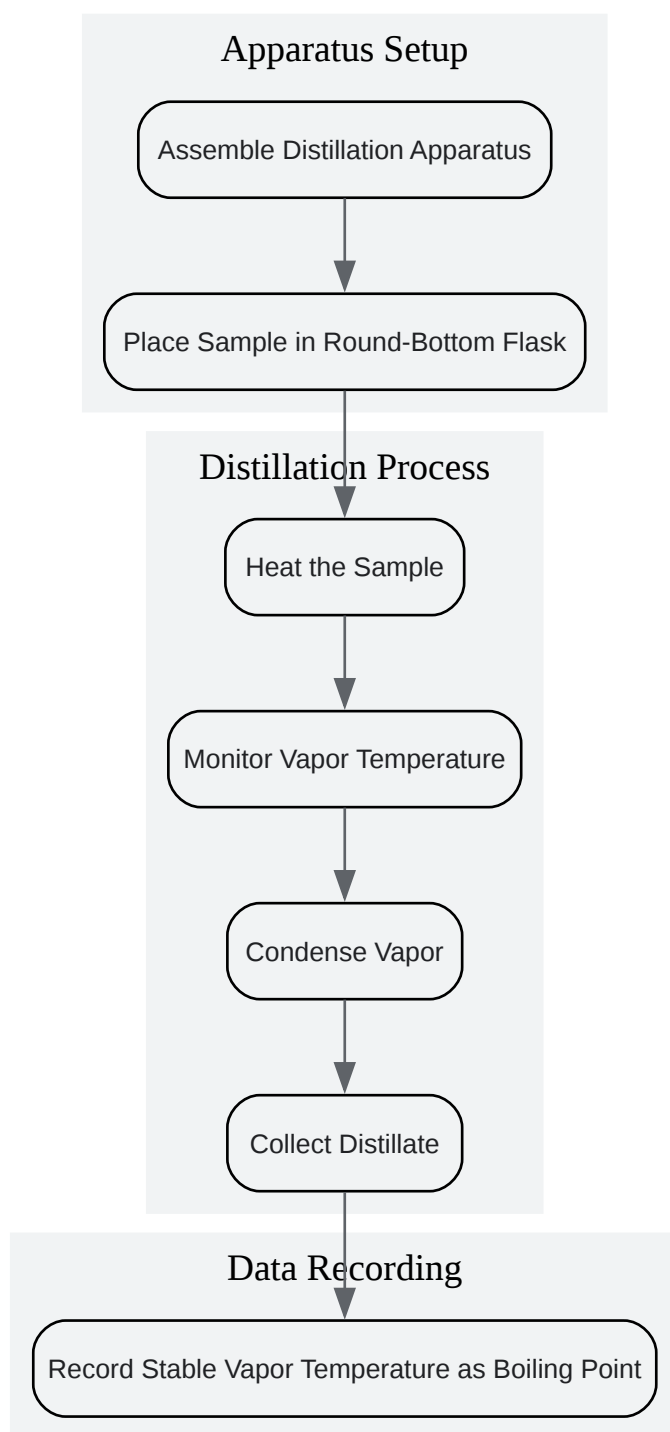 Apparatus Setup
Assemble Distillation Apparatus
Place Sample in Round-Bottom Flask
Distillation Process
Heat the Sample
Monitor Vapor Temperature
Condense Vapor
Collect Distillate
Data Recording
Record Stable Vapor Temperature as Boiling Point